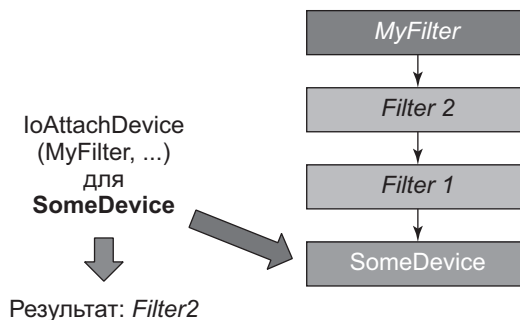 MyFilter
Filter 2
Filter 1
SomeDevice
IoAttachDevice
(MyFilter, ...)
для
SomeDevice
Результат: Filter2